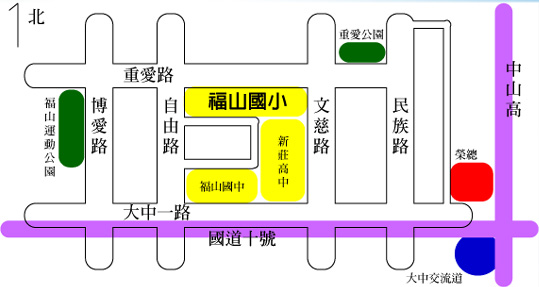 北
重愛公園
重愛路
中山高
福山國小
福山運動公園
博愛路
自由路
文慈路
民族路
新莊高中
榮總
福山國中
大中一路
國道十號
大中交流道